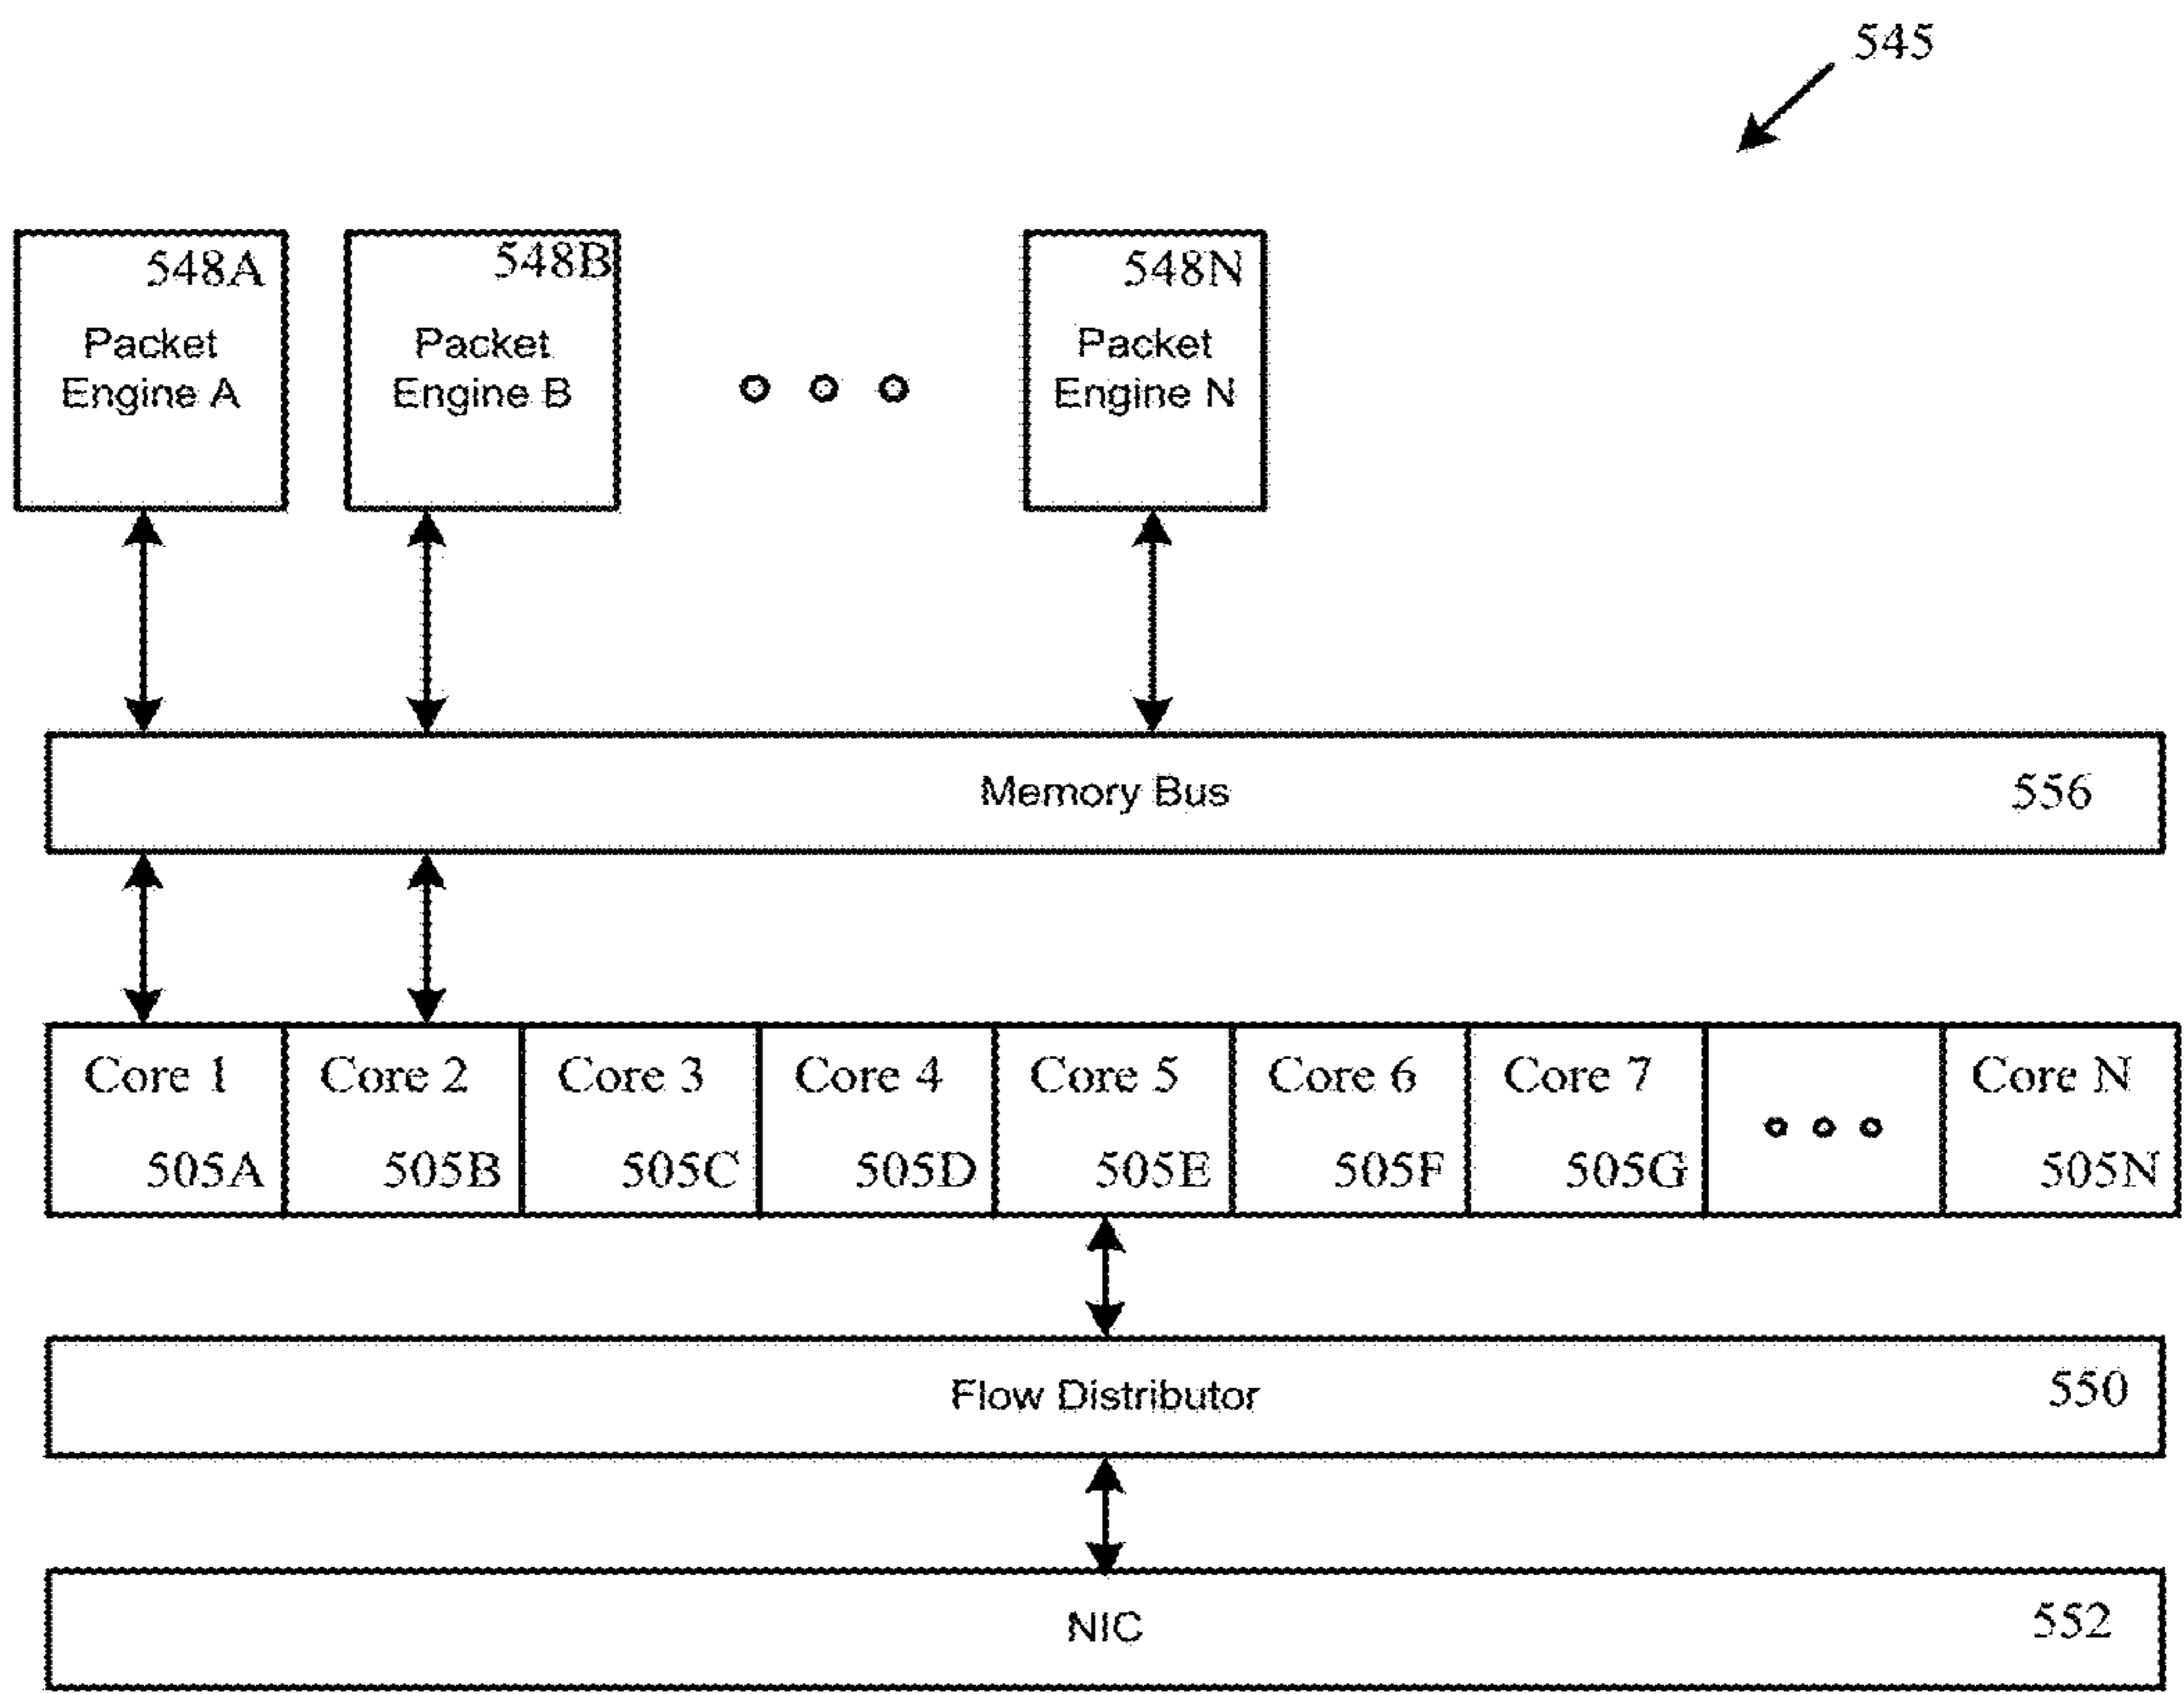 545
548A
Packet
Engine A
548B
Packet
Engine B
548N
Packet
Engine N
Memory Bus
556
Core 1
505A
Core 2
505B
Core 3
505C
Core 4
505D
Core 5
505E
Core 6
505F
Core 7
505G
Core N
505N
Flow Distributor
550
NIC
552